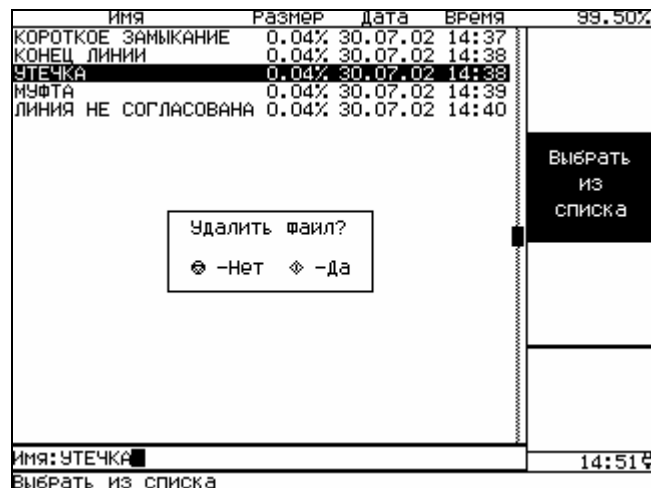 Имя Размер Дата Время 99.50%
КОРОТКОЕ ЗАМЫКАНИЕ 0.04% 30.07.02 14:37
КОНЕЦ ЛИНИИ 0.04% 30.07.02 14:38
УТЕЧКА 0.04% 30.07.02 14:38
МУФТА 0.04% 30.07.02 14:39
ЛИНИЯ НЕ СОГЛАСОВАНА 0.04% 30.07.02 14:40
Выбрать
из
списка
Удалить файл?
-Нет -Да
Имя:УТЕЧКА
14:51
Выбрать из списка